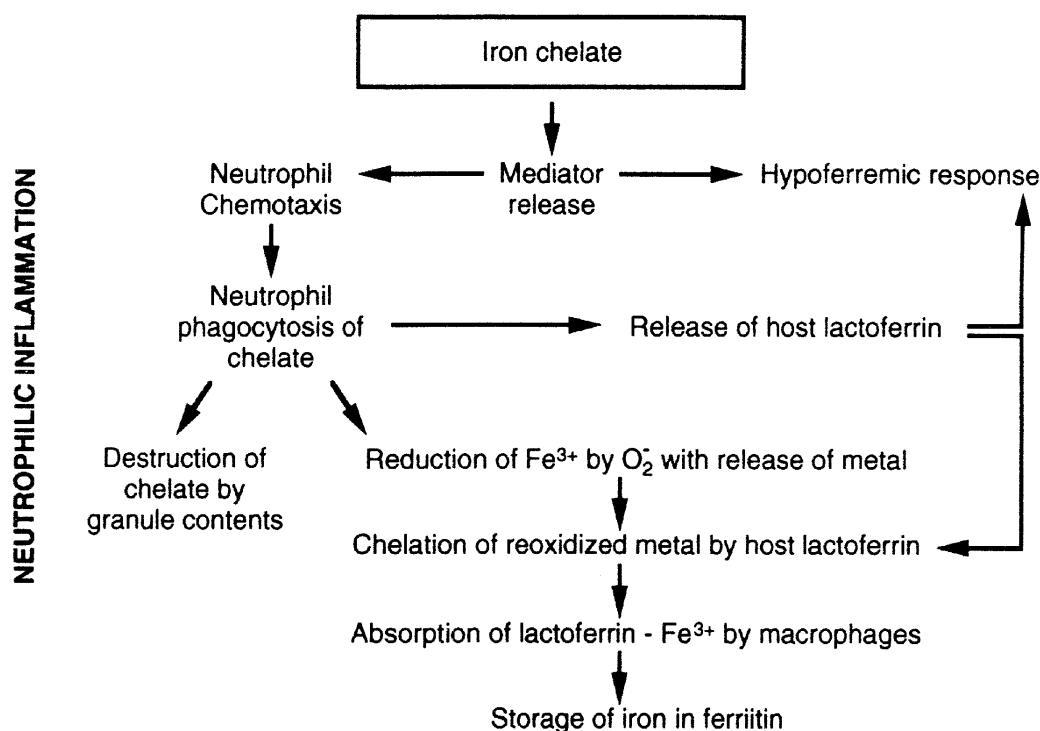 Iron chelate
Neutrophil
Chemotaxis
Mediator
release
Hypoferremic response
Neutrophil
phagocytosis of
chelate
Release of host lactoferrin
Destruction of
chelate by
granule contents
Reduction of Fe³⁺ by O₂⁻ with release of metal
Chelation of reoxidized metal by host lactoferrin
Absorption of lactoferrin - Fe³⁺ by macrophages
Storage of iron in ferriitin
NEUTROPHILIC INFLAMMATION